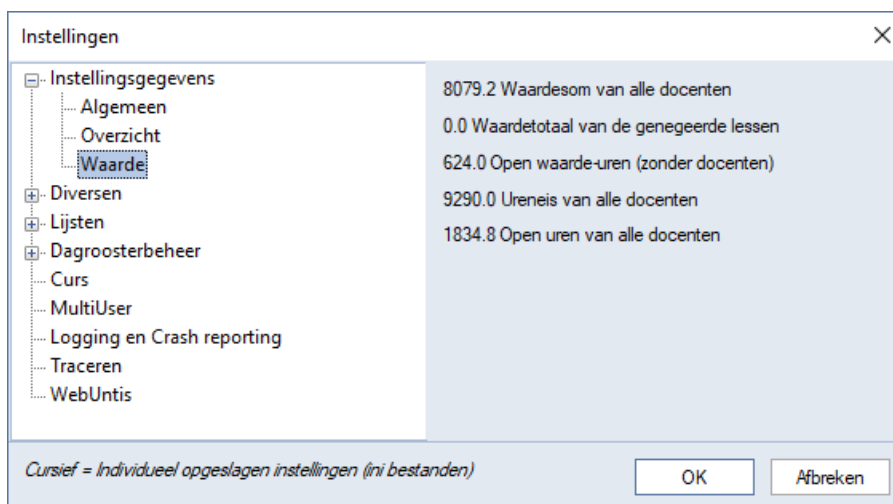 Instellingen
Instellingsgegevens
Algemeen
Overzicht
Waarde
Diversen
Lijsten
Dagroosterbeheer
Curs
MultiUser
Logging en Crash reporting
Traceren
WebUntis
8079.2 Waardesom van alle docenten
0.0 Waardetotaal van de genegeerde lessen
624.0 Open waarde-uren (zonder docenten)
9290.0 Ureneis van alle docenten
1834.8 Open uren van alle docenten
Cursief = Individueel opgeslagen instellingen (ini bestanden)
OK
Afbreken